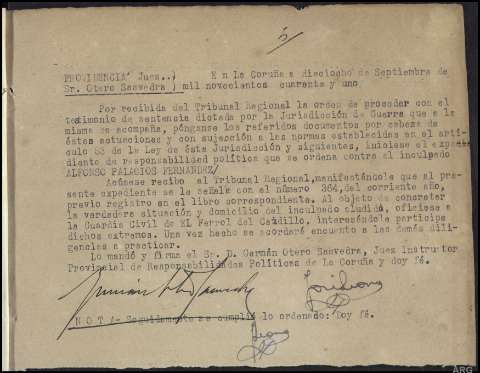 PROVIDENCIA Juez..) En La Coruña a dieciocho de Septiembre de
Sr. Otero Saavedra ) mil novecientos cuarenta y uno
Por recibida del Tribunal Regional la orden de proceder con el
testimonio de sentencia dictada por la Jurisdicción de Guerra que a la
misma se acompaña, pónganse los referidos documentos por cabeza de
éstas actuaciones y con sujeción a las normas establecidas en el artí-
culo 53 de la Ley de ésta Jurisdicción y siguientes, iníciese el expe
diente de responsabilidad política que se ordena contra el inculpado
ALFONSO PALACIOS FERNANDEZ/
Acúsese recibo al Tribunal Regional, manifestándole que al pre-
sente expediente se le señala con el número 364, del corriente año,
previo registro en el libro correspondiente. Al objeto de concretar
la verdadera situación y domicilio del inculpado aludido, ofíciese a
la Guardia Civil de EL Ferrol del Caudillo, interesándole participe
dichos extremos. Una vez hecho se acordará encuanto a las demás dili-
gencias a practicar.
Lo mandó y firma el Sr. D. Germán Otero Saavedra, Juez Instructor
Provincial de Responsabilidades Políticas de La Coruña y doy fé.
N O T A- Seguidamente se cumplió lo ordenado; Doy fé.
ARG